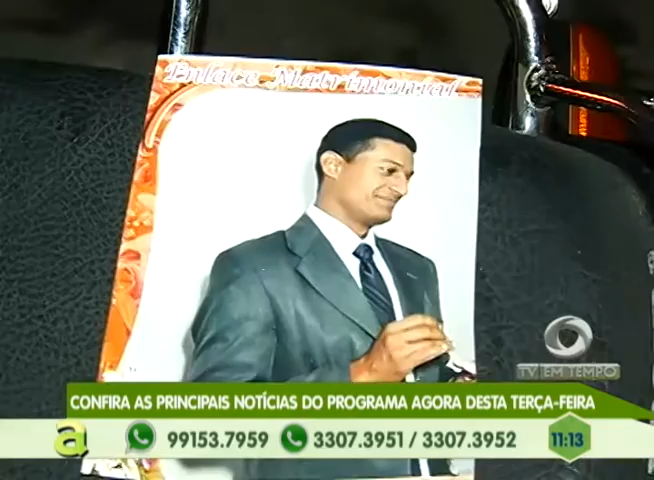 Enlace Matrimonial
TV EM TEMPO
CONFIRA AS PRINCIPAIS NOTÍCIAS DO PROGRAMA AGORA DESTA TERÇA-FEIRA
a 99153.7959 3307.3951 / 3307.3952 11:13